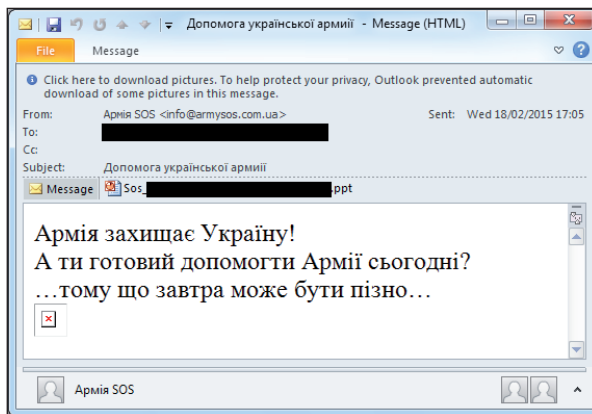 Допомога української армиії - Message (HTML)
File Message
Click here to download pictures. To help protect your privacy, Outlook prevented automatic
download of some pictures in this message.
From: Армія SOS <info@armysos.com.ua> Sent: Wed 18/02/2015 17:05
To:
Cc:
Subject: Допомога української армиії
Message Sos_ .ppt
Армія захищає Україну!
А ти готовий допомогти Армії сьогодні?
…тому що завтра може бути пізно…
Армія SOS